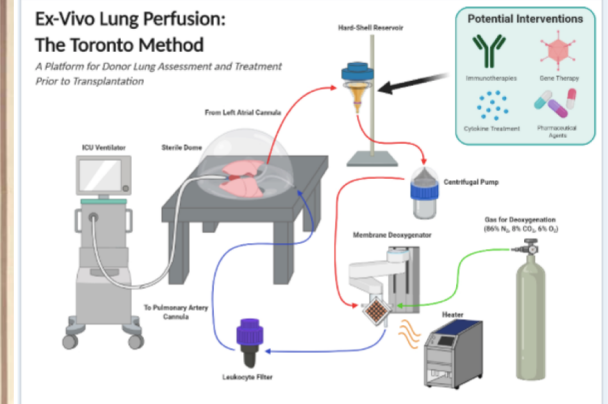 Ex-Vivo Lung Perfusion:
The Toronto Method
A Platform for Donor Lung Assessment and Treatment
Prior to Transplantation
Hard-Shell Reservoir
Potential Interventions
Immunotherapies
Gene Therapy
Cytokine Treatment
Pharmaceutical
Agents
From Left Atrial Cannula
ICU Ventilator
Sterile Dome
Centrifugal Pump
Gas for Deoxygenation
(86% N₂, 8% CO₂, 6% O₂)
Membrane Deoxygenator
To Pulmonary Artery
Cannula
Heater
Leukocyte Filter